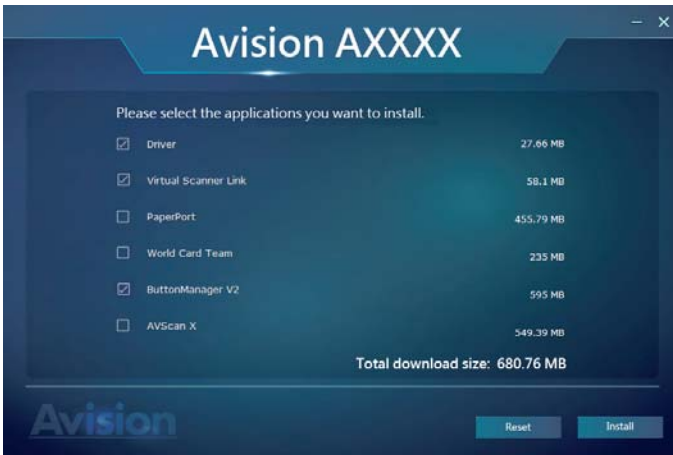 Avision AXXXX
Please select the applications you want to install.
Driver 27.66 MB
Virtual Scanner Link 58.1 MB
PaperPort 455.79 MB
World Card Team 235 MB
ButtonManager V2 595 MB
AVScan X 549.39 MB
Total download size: 680.76 MB
Avision
Reset Install